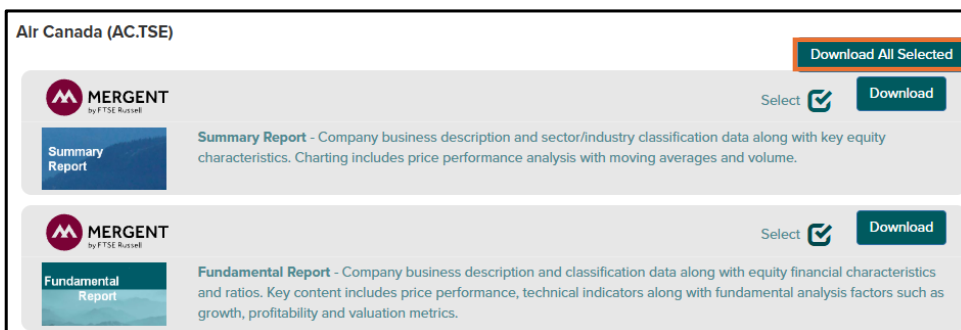 Air Canada (AC.TSE)
Download All Selected
MERGENT
by FTSE Russell
Select
Download
Summary
Report
Summary Report - Company business description and sector/industry classification data along with key equity
characteristics. Charting includes price performance analysis with moving averages and volume.
MERGENT
by FTSE Russell
Select
Download
Fundamental
Report
Fundamental Report - Company business description and classification data along with equity financial characteristics
and ratios. Key content includes price performance, technical indicators along with fundamental analysis factors such as
growth, profitability and valuation metrics.